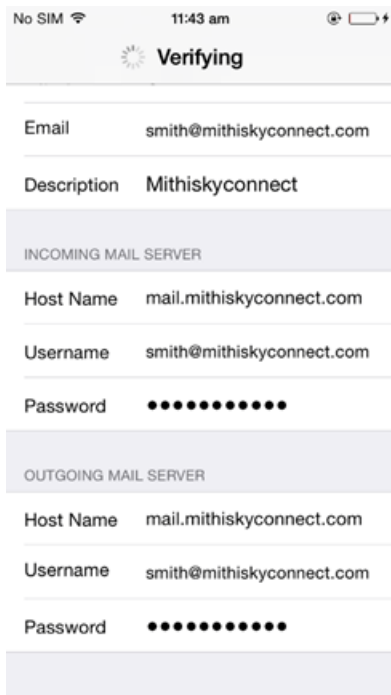 No SIM 11:43 am
Verifying
Email smith@mithiskyconnect.com
Description Mithiskyconnect
INCOMING MAIL SERVER
Host Name mail.mithiskyconnect.com
Username smith@mithiskyconnect.com
Password ●●●●●●●●●●●
OUTGOING MAIL SERVER
Host Name mail.mithiskyconnect.com
Username smith@mithiskyconnect.com
Password ●●●●●●●●●●●